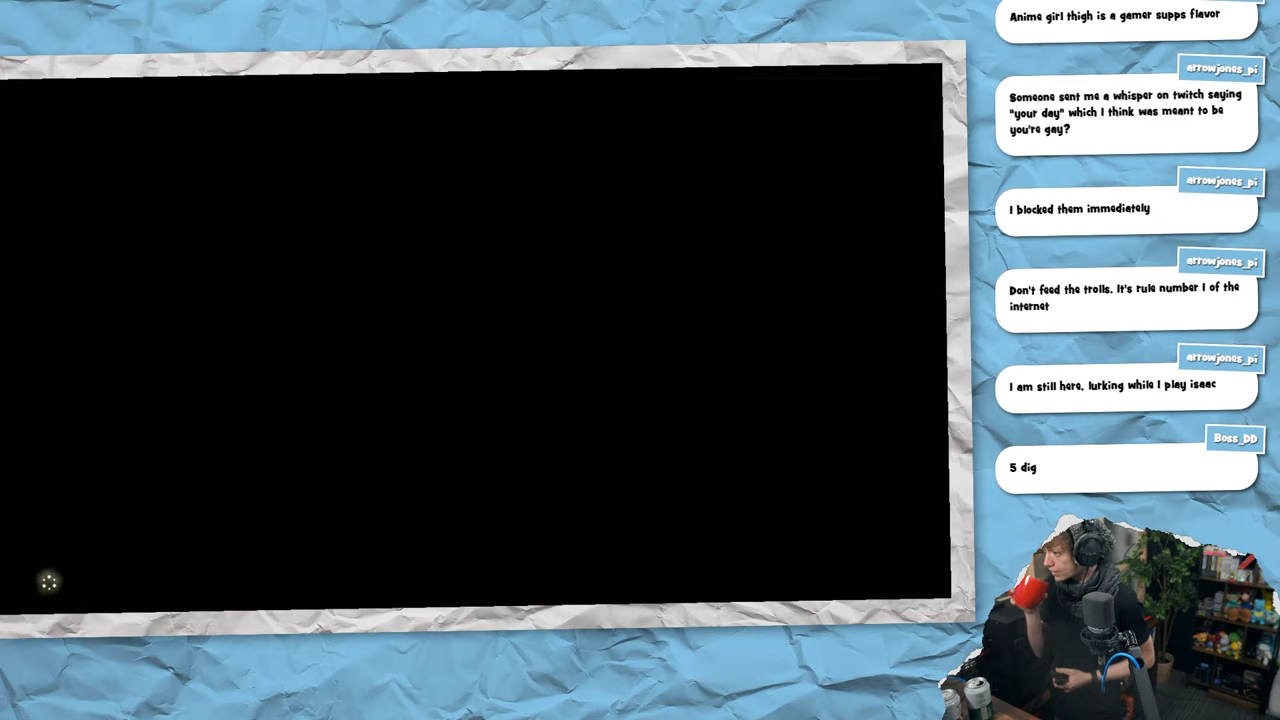 Anime girl thigh is a gamer supps flavor
arrowjones_pi
Someone sent me a whisper on twitch saying
"your day" which I think was meant to be
you're gay?
arrowjones_pi
I blocked them immediately
arrowjones_pi
Don't feed the trolls. It's rule number 1 of the
internet
arrowjones_pi
I am still here, lurking while I play isaac
Boss_DD
5 dig